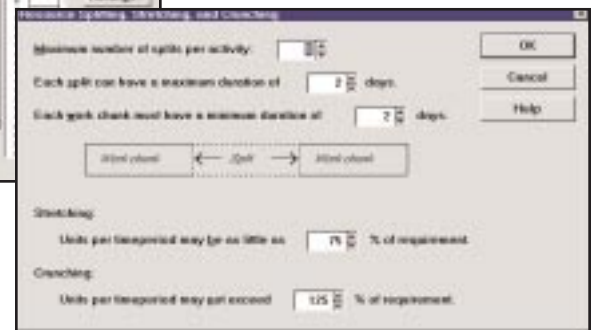 Resource Splitting, Stretching, and Crunching
Maximum number of splits per activity:
OK
Each split can have a maximum duration of 2 days.
Cancel
Each work chunk must have a minimum duration of 2 days.
Help
Work chunk Split Work chunk
Stretching:
Units per timeperiod may be as little as 75 % of requirement.
Crunching:
Units per timeperiod may not exceed 125 % of requirement.